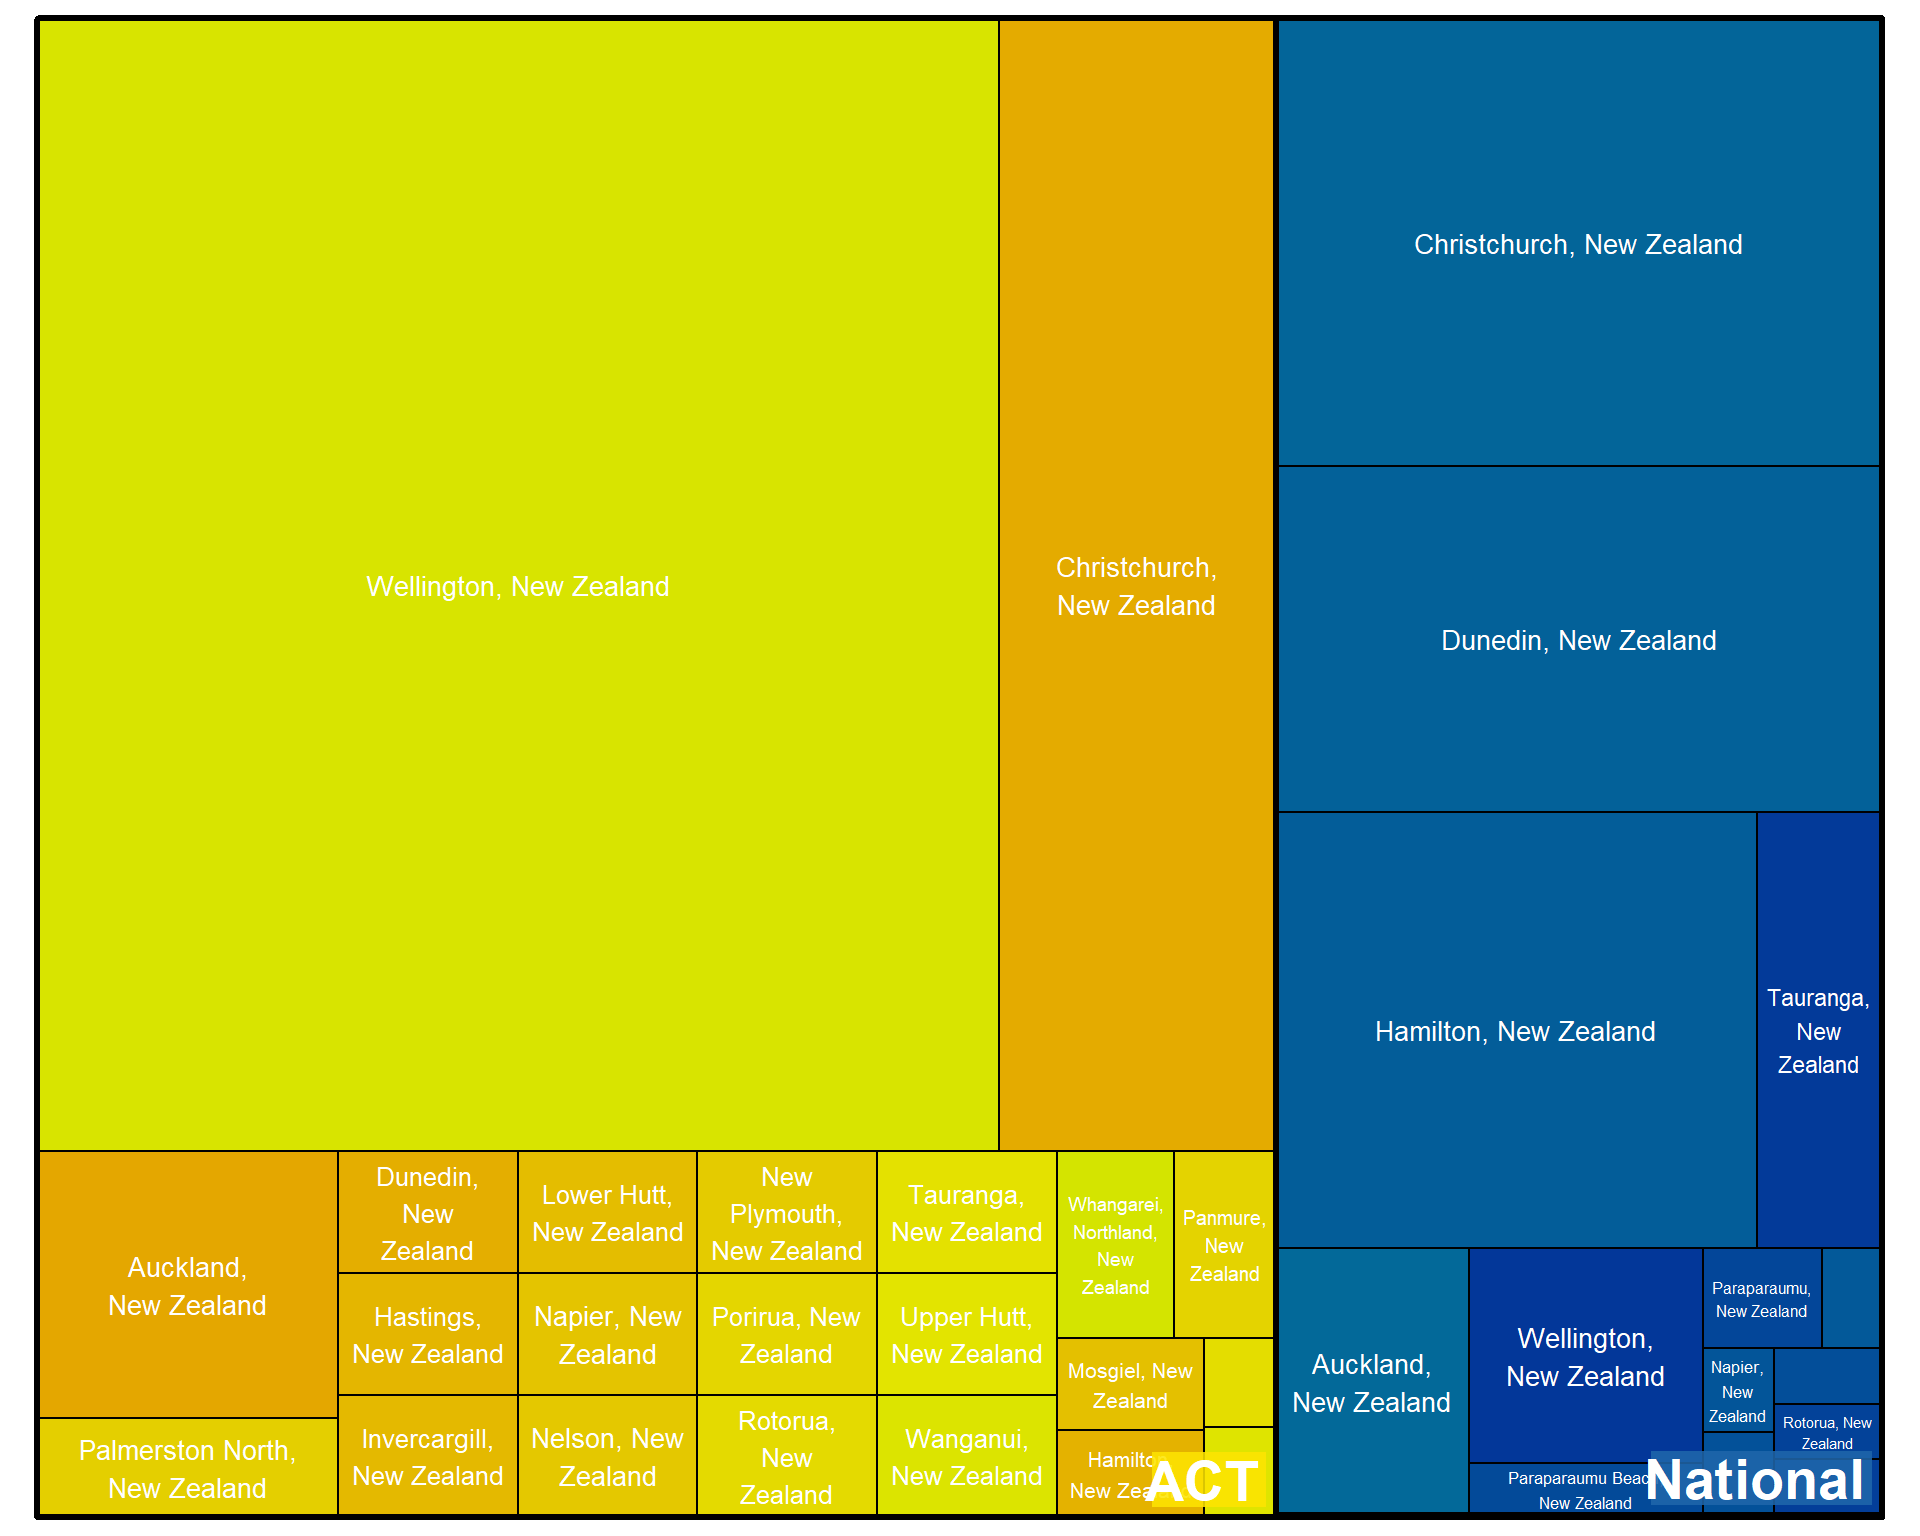 Wellington, New Zealand
Christchurch,
New Zealand
Auckland,
New Zealand
Palmerston North,
New Zealand
Dunedin,
New
Zealand
Hastings,
New Zealand
Invercargill,
New Zealand
Lower Hutt,
New Zealand
Napier, New
Zealand
Nelson, New
Zealand
New
Plymouth,
New Zealand
Porirua, New
Zealand
Rotorua,
New
Zealand
Tauranga,
New Zealand
Upper Hutt,
New Zealand
Wanganui,
New Zealand
Whangarei,
Northland,
New
Zealand
Panmure,
New
Zealand
Mosgiel, New
Zealand
Hamilton
New
ACT
Christchurch, New Zealand
Dunedin, New Zealand
Hamilton, New Zealand
Tauranga,
New
Zealand
Auckland,
New Zealand
Wellington,
New Zealand
Paraparaumu Beach
New Zealand
Paraparaumu,
New Zealand
Napier,
New
Zealand
Rotorua, New
Zealand
National